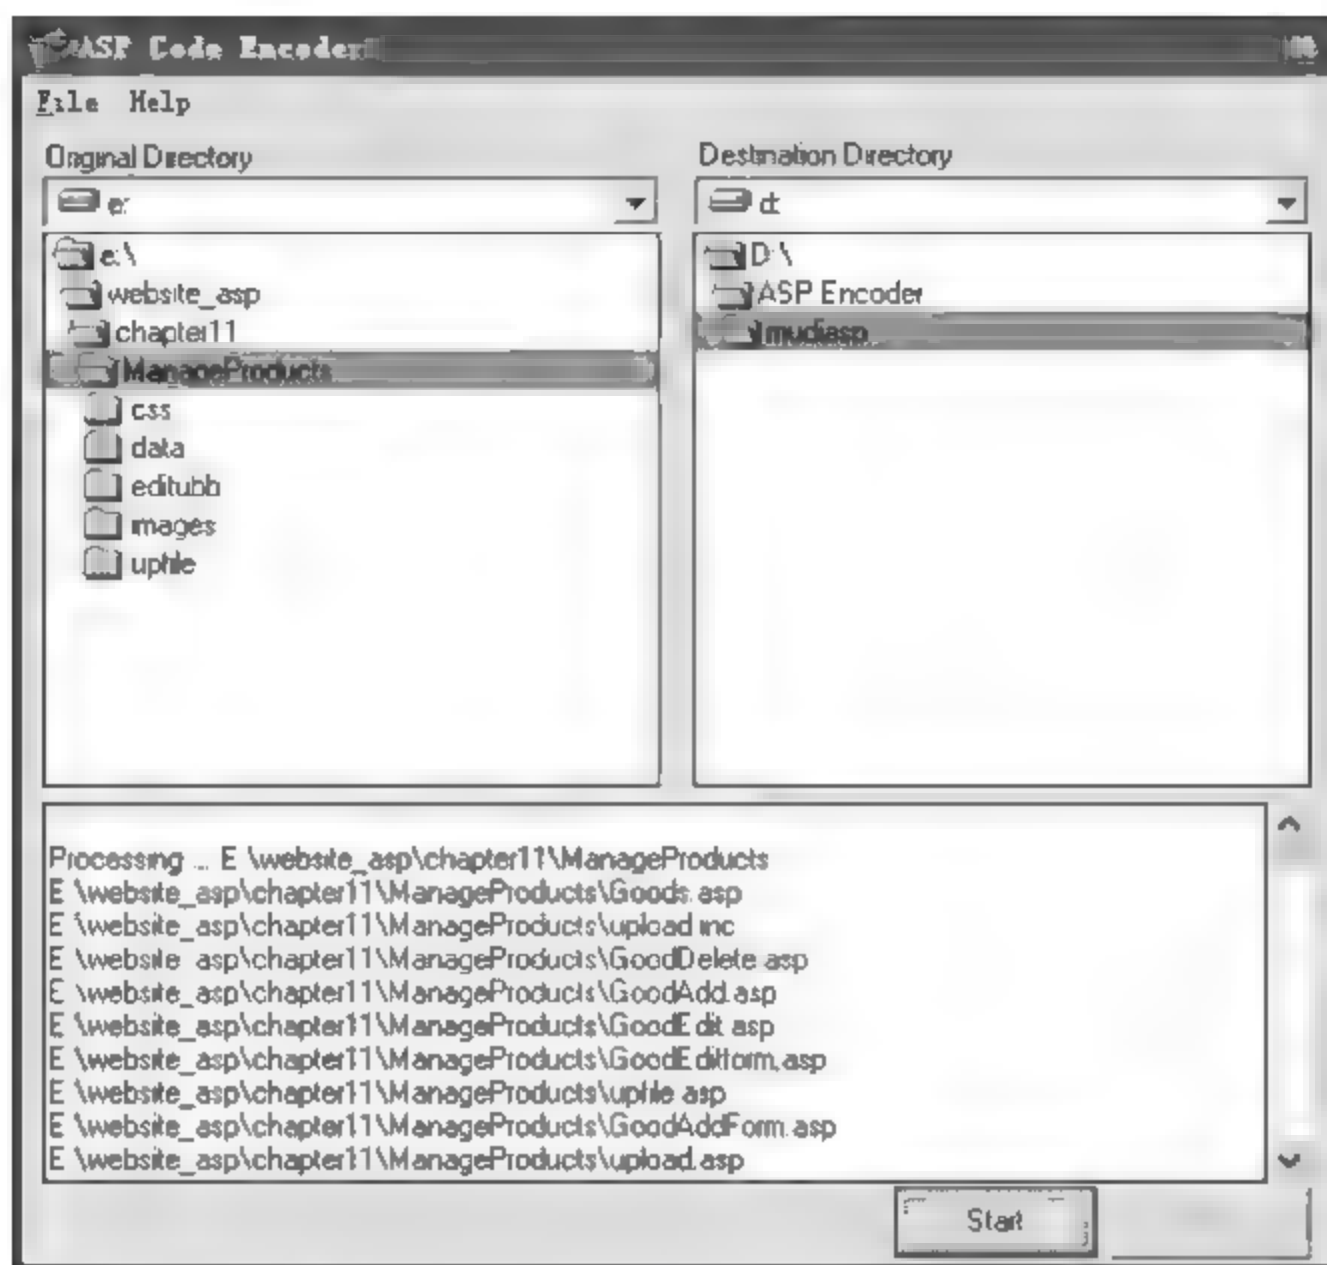 ASP Code Encoder
File Help
Original Directory
e:
e:\
website_asp
chapter11
ManageProducts
css
data
editubb
images
upfile
Destination Directory
d:
D:\
ASP Encoder
mudiasp
Processing ... E:\website_asp\chapter11\ManageProducts
E:\website_asp\chapter11\ManageProducts\Goods.asp
E:\website_asp\chapter11\ManageProducts\upload.inc
E:\website_asp\chapter11\ManageProducts\GoodDelete.asp
E:\website_asp\chapter11\ManageProducts\GoodAdd.asp
E:\website_asp\chapter11\ManageProducts\GoodEdit.asp
E:\website_asp\chapter11\ManageProducts\GoodEditform.asp
E:\website_asp\chapter11\ManageProducts\upfile.asp
E:\website_asp\chapter11\ManageProducts\GoodAddForm.asp
E:\website_asp\chapter11\ManageProducts\upload.asp
Start